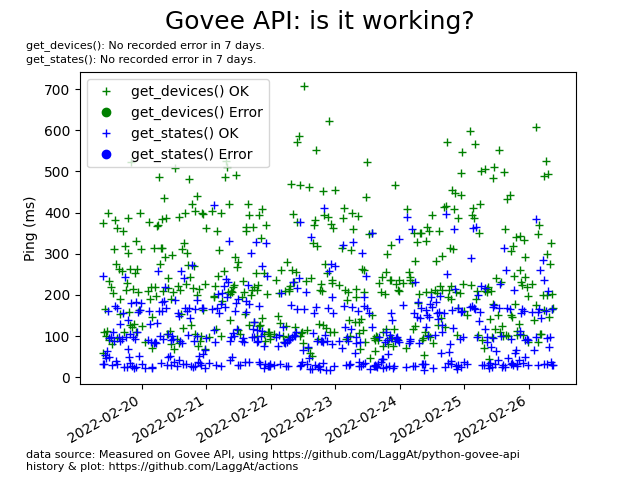 Govee API: is it working?
get_devices(): No recorded error in 7 days.
get_states(): No recorded error in 7 days.
get_devices() OK
get_devices() Error
get_states() OK
get_states() Error
Ping (ms)
700
600
500
400
300
200
100
0
2022-02-20
2022-02-21
2022-02-22
2022-02-23
2022-02-24
2022-02-25
2022-02-26
data source: Measured on Govee API, using https://github.com/LaggAt/python-govee-api
history & plot: https://github.com/LaggAt/actions